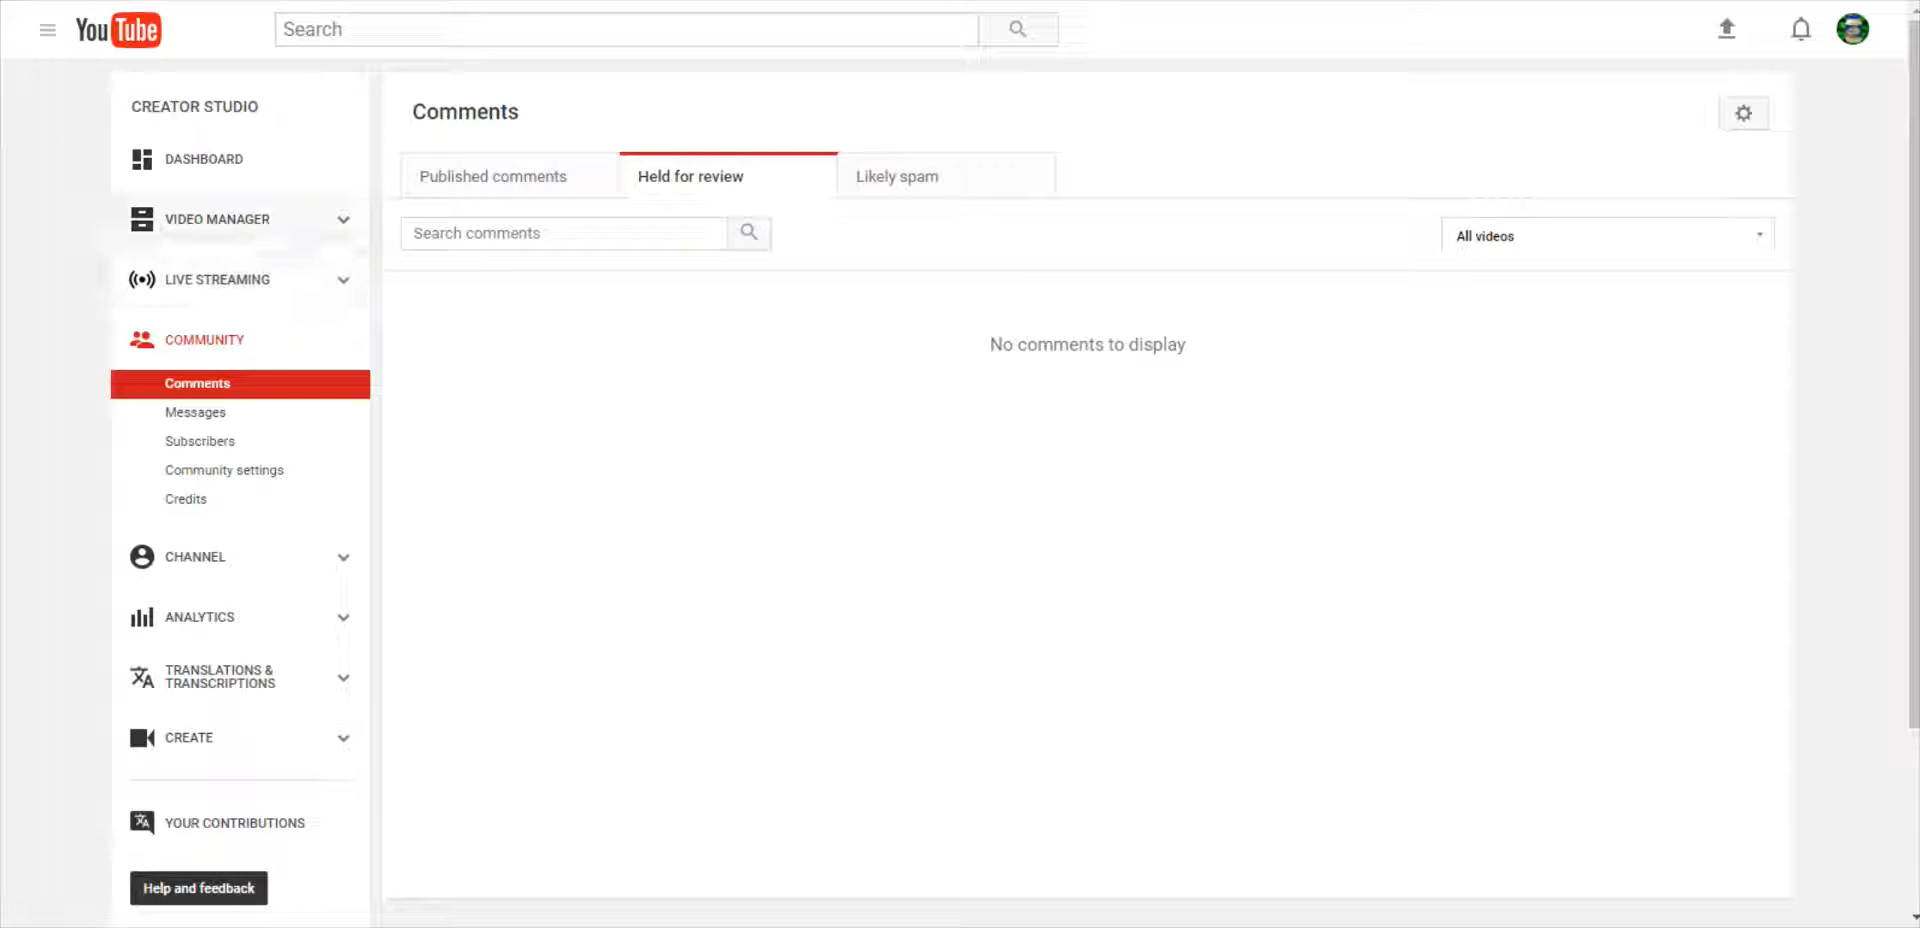 YouTube
Search
CREATOR STUDIO
DASHBOARD
VIDEO MANAGER
LIVE STREAMING
COMMUNITY
Comments
Messages
Subscribers
Community settings
Credits
CHANNEL
ANALYTICS
TRANSLATIONS &
TRANSCRIPTIONS
CREATE
YOUR CONTRIBUTIONS
Help and feedback
Comments
Published comments
Held for review
Likely spam
Search comments
All videos
No comments to display